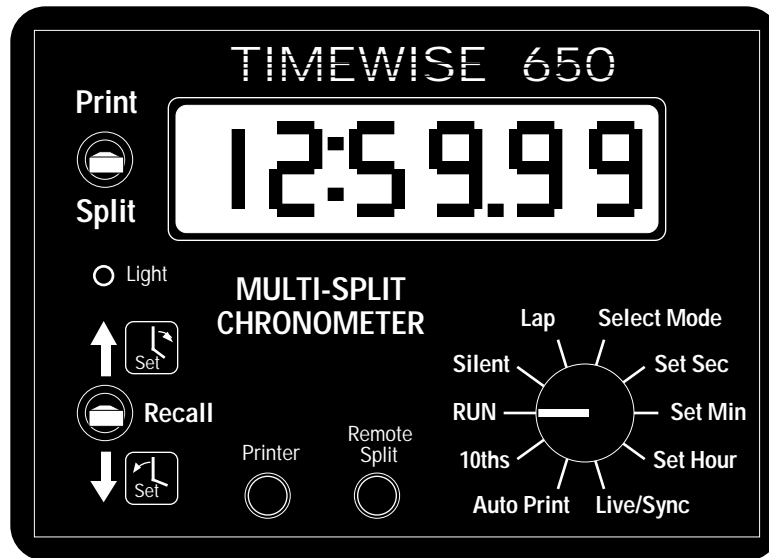 TIMEWISE 650
Print
12:59.99
Split
Light
MULTI-SPLIT
CHRONOMETER
Set
Recall
Set
Printer
Remote
Split
Lap
Select Mode
Silent
Set Sec
RUN
Set Min
10ths
Set Hour
Auto Print
Live/Sync